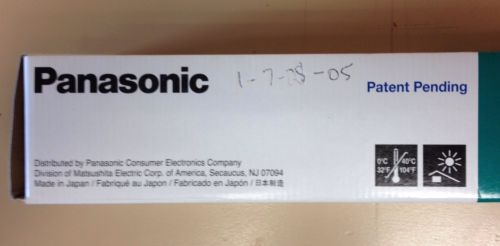 Panasonic
1-7-08-05
Patent Pending
Distributed by Panasonic Consumer Electronics Company
Division of Matsushita Electric Corp. of America, Secaucus, NJ 07094
Made in Japan / Fabriqué au Japon / Fabricado en Japón / 日本制造
0°C 40°C
32°F 104°F